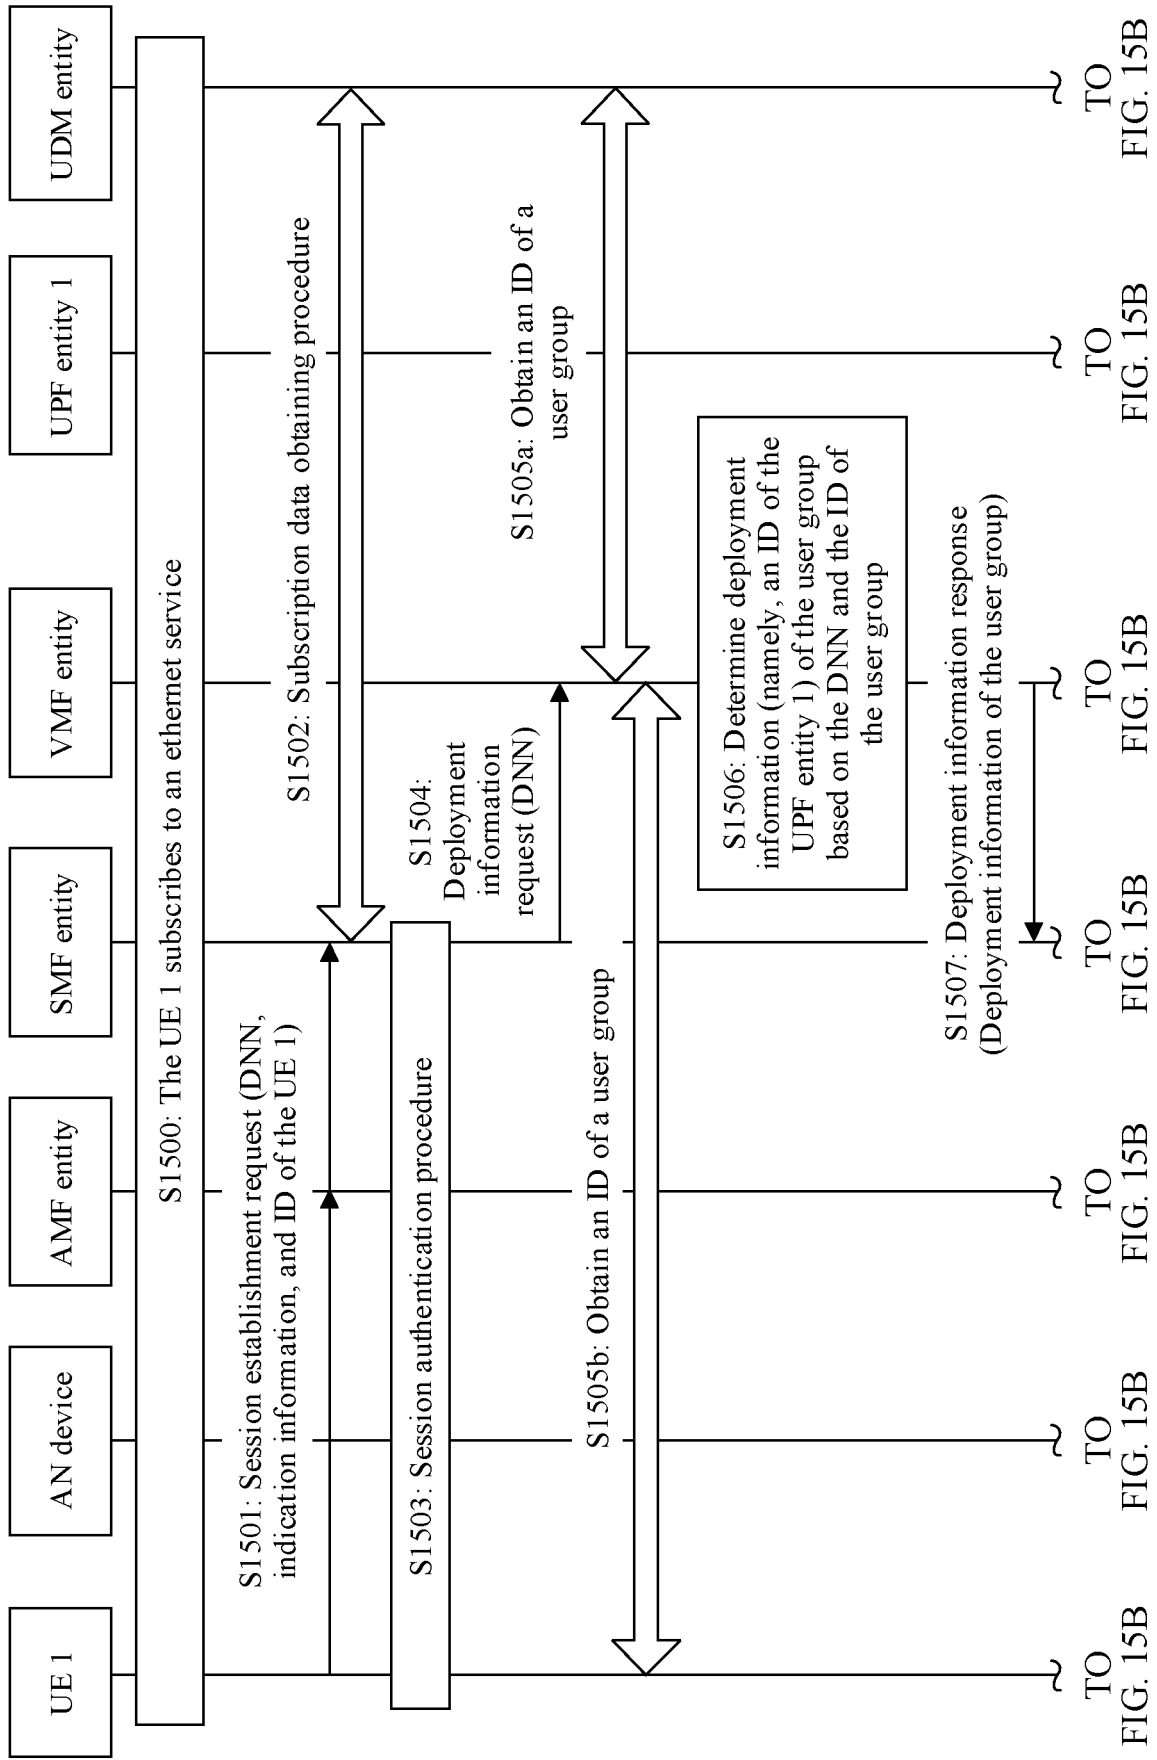 UE 1
AN device
AMF entity
SMF entity
VMF entity
UPF entity 1
UDM entity
S1500: The UE 1 subscribes to an ethernet service
S1501: Session establishment request (DNN,
indication information, and ID of the UE 1)
S1502: Subscription data obtaining procedure
S1503: Session authentication procedure
S1504:
Deployment
information
request (DNN)
S1505a: Obtain an ID of a
user group
S1505b: Obtain an ID of a user group
S1506: Determine deployment
information (namely, an ID of the
UPF entity 1) of the user group
based on the DNN and the ID of
the user group
S1507: Deployment information response
(Deployment information of the user group)
TO
FIG. 15B
TO
FIG. 15B
TO
FIG. 15B
TO
FIG. 15B
TO
FIG. 15B
TO
FIG. 15B
TO
FIG. 15B